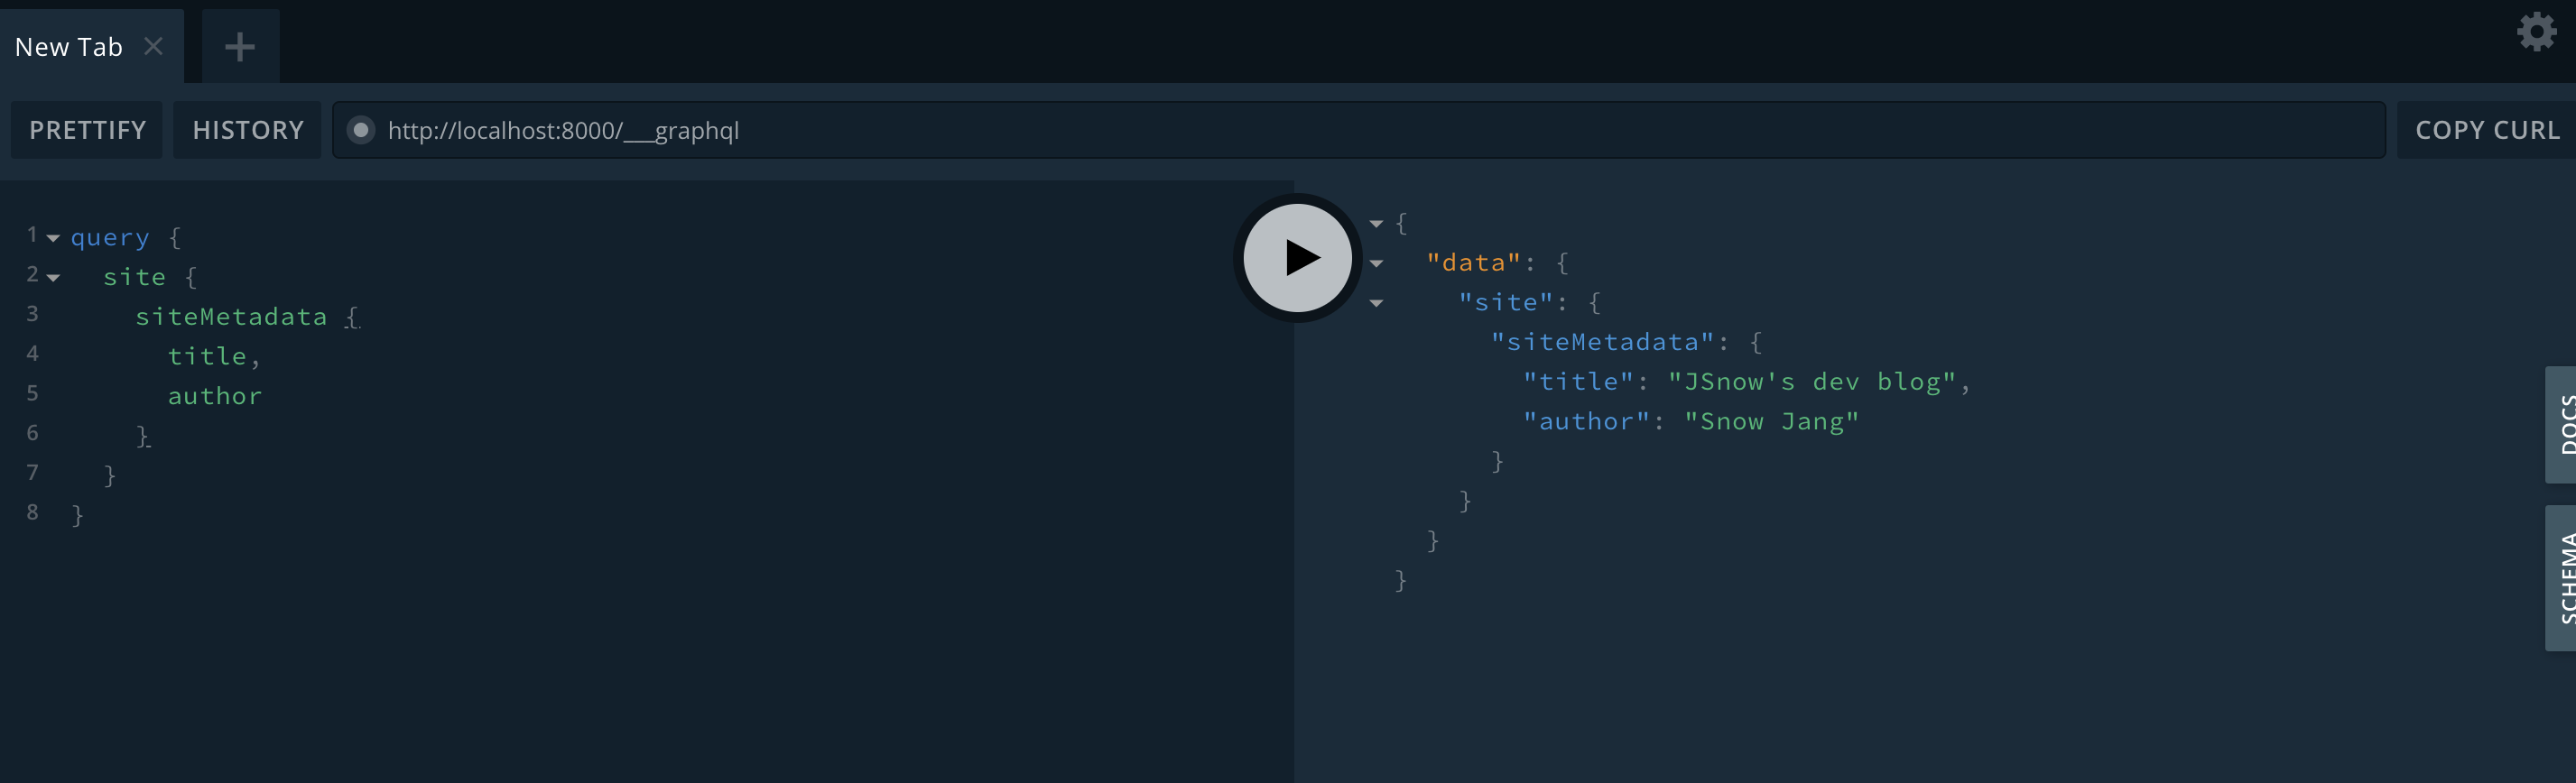 New Tab
PRETTIFY HISTORY http://localhost:8000/___graphql COPY CURL
1 query {
2 site {
3 siteMetadata {
4 title,
5 author
6 }
7 }
8 }
{
"data": {
"site": {
"siteMetadata": {
"title": "JSnow's dev blog",
"author": "Snow Jang"
}
}
}
}
DOCS
SCHEMA